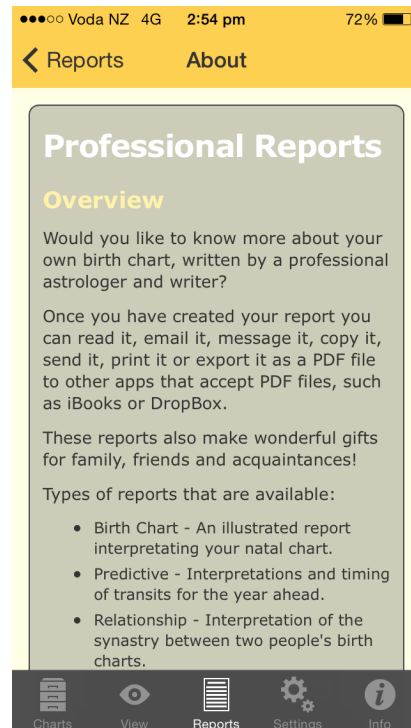 ●●●○○ Voda NZ 4G 2:54 pm 72%
Reports About
Professional Reports
Overview
Would you like to know more about your
own birth chart, written by a professional
astrologer and writer?
Once you have created your report you
can read it, email it, message it, copy it,
send it, print it or export it as a PDF file
to other apps that accept PDF files, such
as iBooks or DropBox.
These reports also make wonderful gifts
for family, friends and acquaintances!
Types of reports that are available:
• Birth Chart - An illustrated report
interpretating your natal chart.
• Predictive - Interpretations and timing
of transits for the year ahead.
• Relationship - Interpretation of the
synastry between two people's birth
charts.
Charts View Reports Settings Info